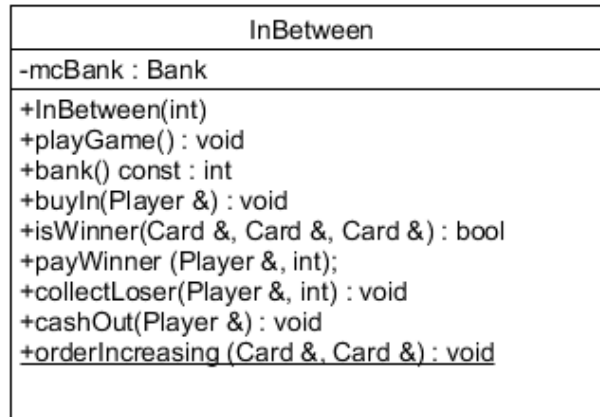 InBetween
-mcBank : Bank
+InBetween(int)
+playGame() : void
+bank() const : int
+buyIn(Player &) : void
+isWinner(Card &, Card &, Card &) : bool
+payWinner (Player &, int);
+collectLoser(Player &, int) : void
+cashOut(Player &) : void
+orderIncreasing (Card &, Card &) : void